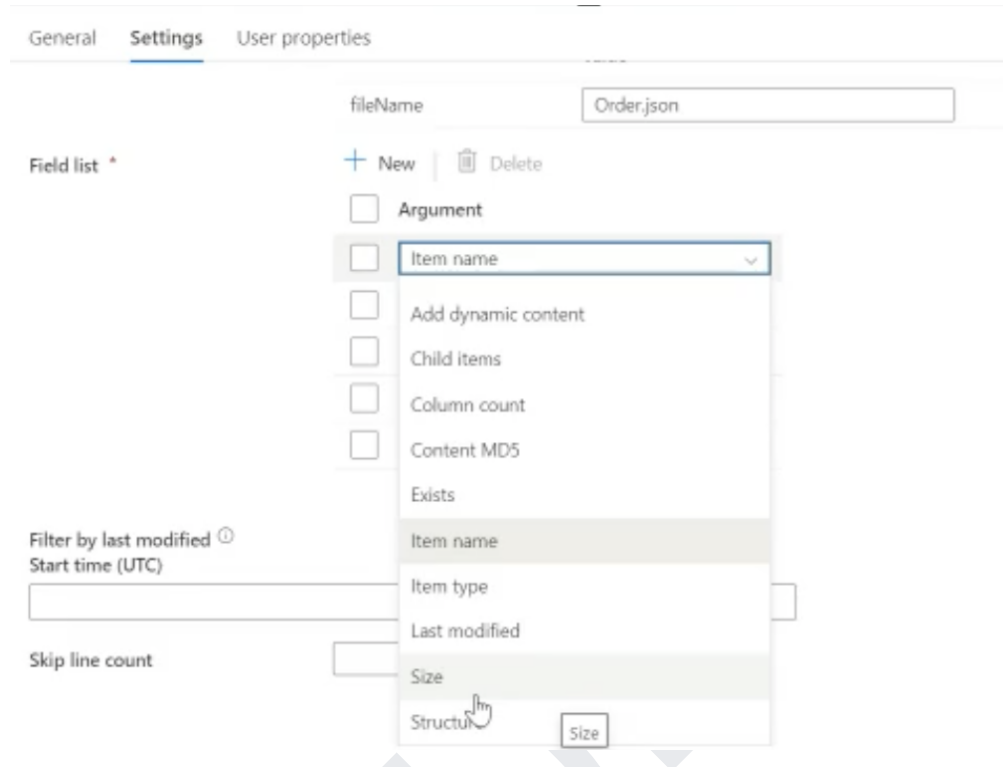 General Settings User properties
fileName Order.json
Field list * + New | Delete
Argument
Item name
Add dynamic content
Child items
Column count
Content MD5
Exists
Filter by last modified
Item name
Start time (UTC)
Item type
Last modified
Skip line count
Size
Size